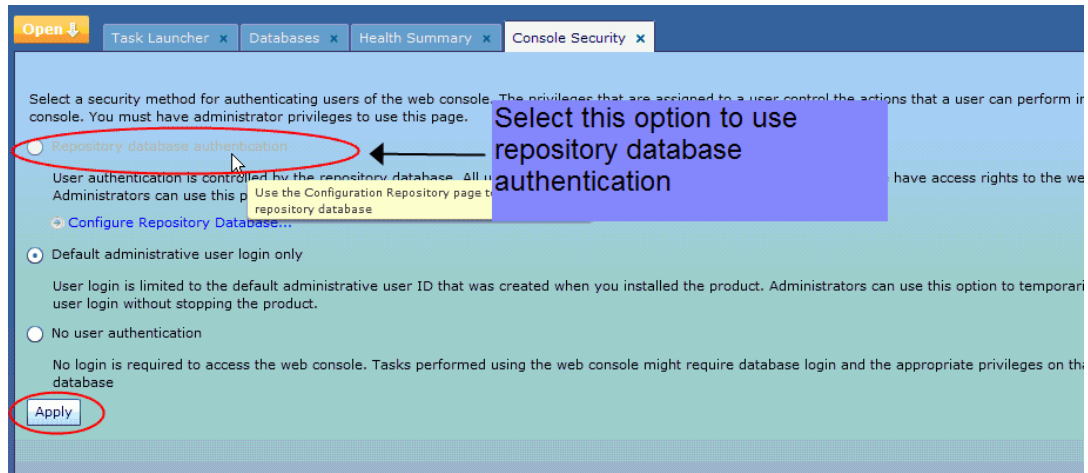 Open
Task Launcher x Databases x Health Summary x Console Security x
Select a security method for authenticating users of the web console. The privileges that are assigned to a user control the actions that a user can perform in
console. You must have administrator privileges to use this page.
Select this option to use
repository database
authentication
Repository database authentication
User authentication is controlled by the repository database. All u
have access rights to the we
Administrators can use this p
Use the Configuration Repository page to
repository database
Configure Repository Database...
Default administrative user login only
User login is limited to the default administrative user ID that was created when you installed the product. Administrators can use this option to temporari
user login without stopping the product.
No user authentication
No login is required to access the web console. Tasks performed using the web console might require database login and the appropriate privileges on tha
database
Apply